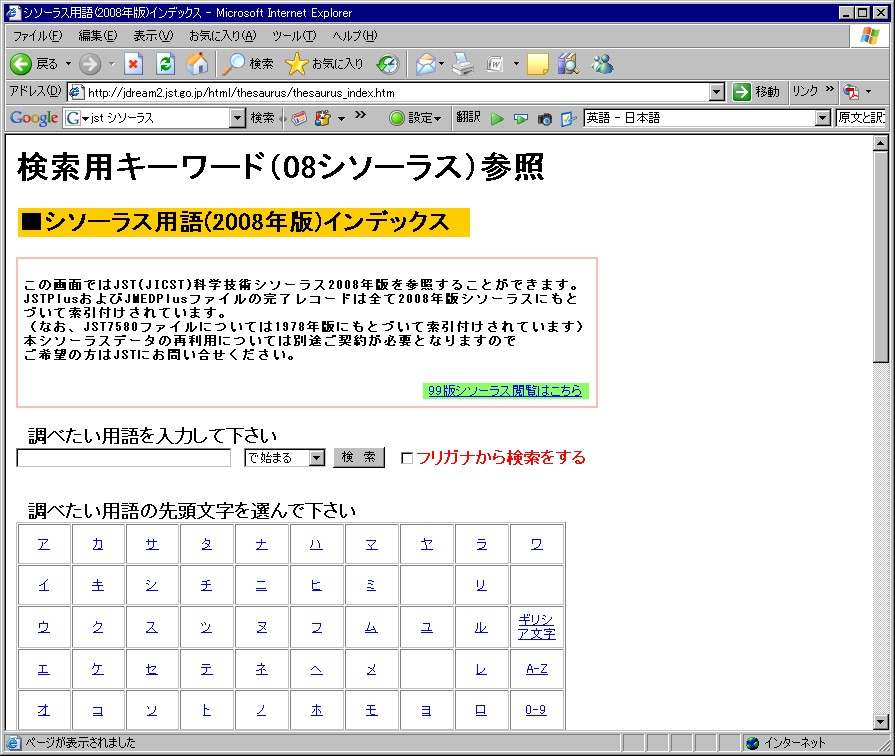 シソーラス用語(2008年版)インデックス - Microsoft Internet Explorer
ファイル(F) 編集(E) 表示(V) お気に入り(A) ツール(T) ヘルプ(H)
戻る 検索 お気に入り
アドレス(D) http://jdream2.jst.go.jp/html/thesaurus/thesaurus_index.htm 移動 リンク »
Google G jst シソーラス 検索 » 設定 翻訳 英語 - 日本語 原文と訳
検索用キーワード(08シソーラス)参照
■シソーラス用語(2008年版)インデックス
この画面ではJST(JICST)科学技術シソーラス2008年版を参照することができます。
JSTPlusおよびJMEDPlusファイルの完了レコードは全て2008年版シソーラスにもと
づいて索引付けされています。
(なお、JST7580ファイルについては1978年版にもとづいて索引付けされています)
本シソーラスデータの再利用については別途ご契約が必要となりますので
ご希望の方はJSTにお問い合せください。
99版シソーラス閲覧はこちら
調べたい用語を入力して下さい
で始まる 検 索 フリガナから検索をする
調べたい用語の先頭文字を選んで下さい
ア カ サ タ ナ ハ マ ヤ ラ ワ
イ キ シ チ ニ ヒ ミ リ
ウ ク ス ツ ヌ フ ム ユ ル ギリシ
ア文字
エ ケ セ テ ネ ヘ メ レ A-Z
オ コ ソ ト ノ ホ モ ヨ ロ 0-9
ページが表示されました インターネット